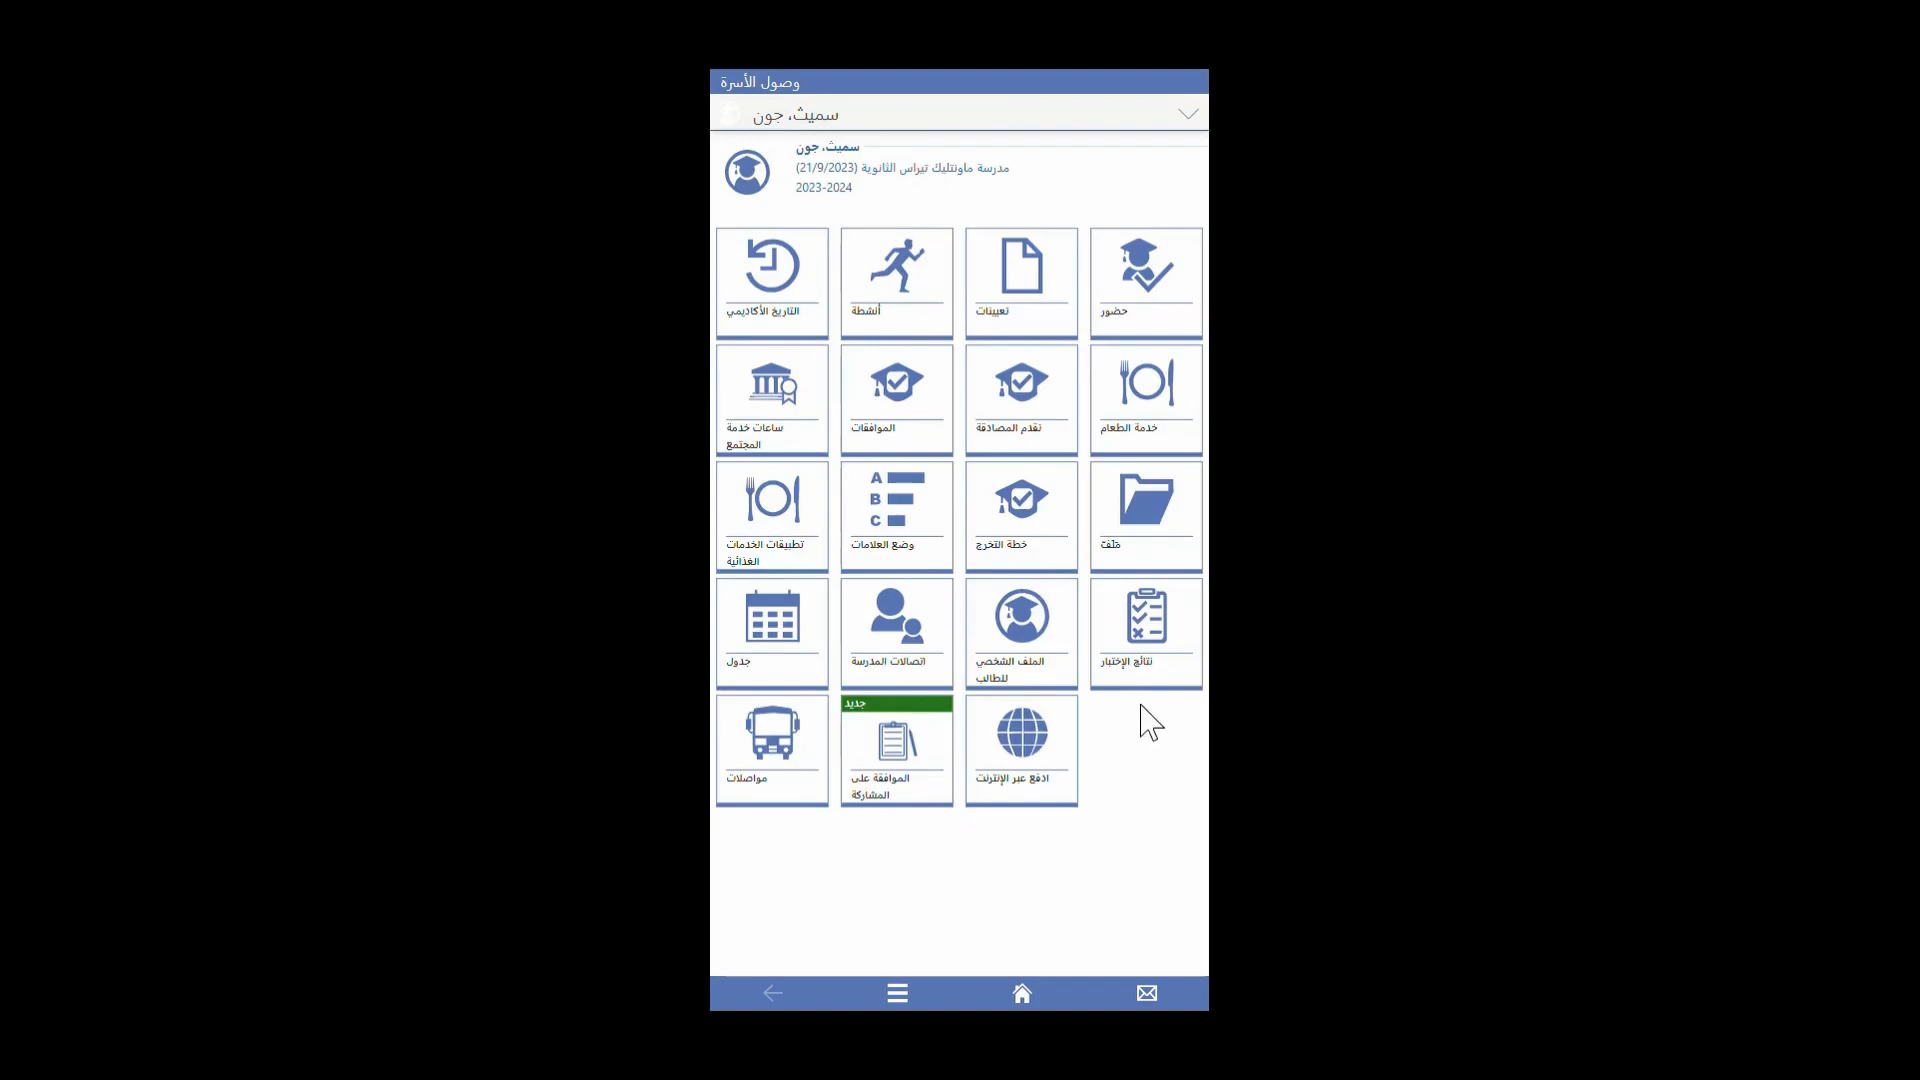 وصول الأسرة
سميث، جون
سميث، جون
مدرسة ماونتليك تيراس الثانوية (21/9/2023)
2023-2024
التاريخ الأكاديمي
أنشطة
تعيينات
حضور
ساعات خدمة
المجتمع
الموافقات
تقدم المصادقة
خدمة الطعام
تطبيقات الخدمات
الغذائية
A
B
C
وضع العلامات
خطة التخرج
ملَفّ
جدول
اتصالات المدرسة
الملف الشخصي
للطالب
نتائج الإختبار
مواصلات
جديد
الموافقة على
المشاركة
ادفع عبر الإنترنت